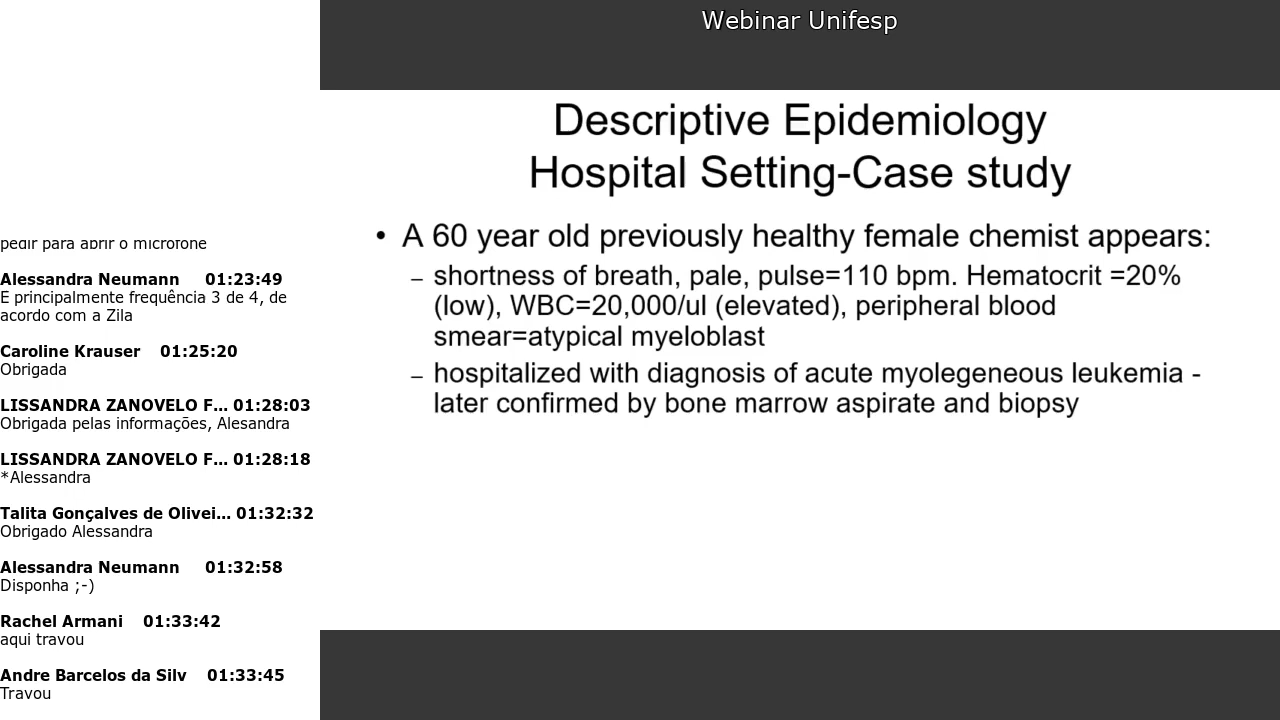 Webinar Unifesp
Descriptive Epidemiology
Hospital Setting-Case study
• A 60 year old previously healthy female chemist appears:
– shortness of breath, pale, pulse=110 bpm. Hematocrit =20%
(low), WBC=20,000/ul (elevated), peripheral blood
smear=atypical myeloblast
– hospitalized with diagnosis of acute myolegeneous leukemia -
later confirmed by bone marrow aspirate and biopsy
pedir para abrir o microfone
Alessandra Neumann 01:23:49
E principalmente frequência 3 de 4, de
acordo com a Zila
Caroline Krauser 01:25:20
Obrigada
LISSANDRA ZANOVELO F... 01:28:03
Obrigada pelas informações, Alesandra
LISSANDRA ZANOVELO F... 01:28:18
*Alessandra
Talita Gonçalves de Olivei... 01:32:32
Obrigado Alessandra
Alessandra Neumann 01:32:58
Disponha ;-)
Rachel Armani 01:33:42
aqui travou
Andre Barcelos da Silv 01:33:45
Travou